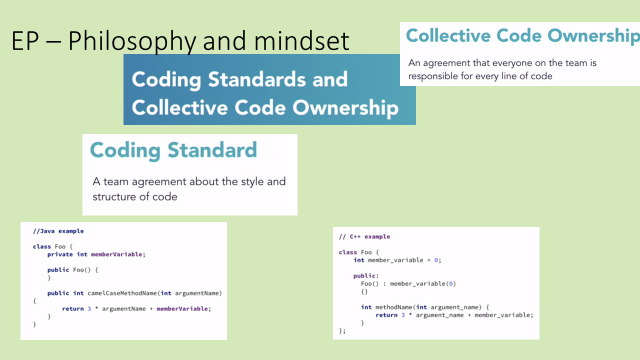 EP – Philosophy and mindset
Collective Code Ownership
An agreement that everyone on the team is
responsible for every line of code
Coding Standards and
Collective Code Ownership
Coding Standard
A team agreement about the style and
structure of code
//Java example
class Foo {
private int memberVariable;
public Foo() {
}
public int camelCaseMethodName(int argumentName)
{
return 3 * argumentName + memberVariable;
}
}
// C++ example
class Foo {
int member_variable = 0;
public:
Foo() : member_variable(0)
{}
int methodName(int argument_name) {
return 3 * argument_name + member_variable;
}
};